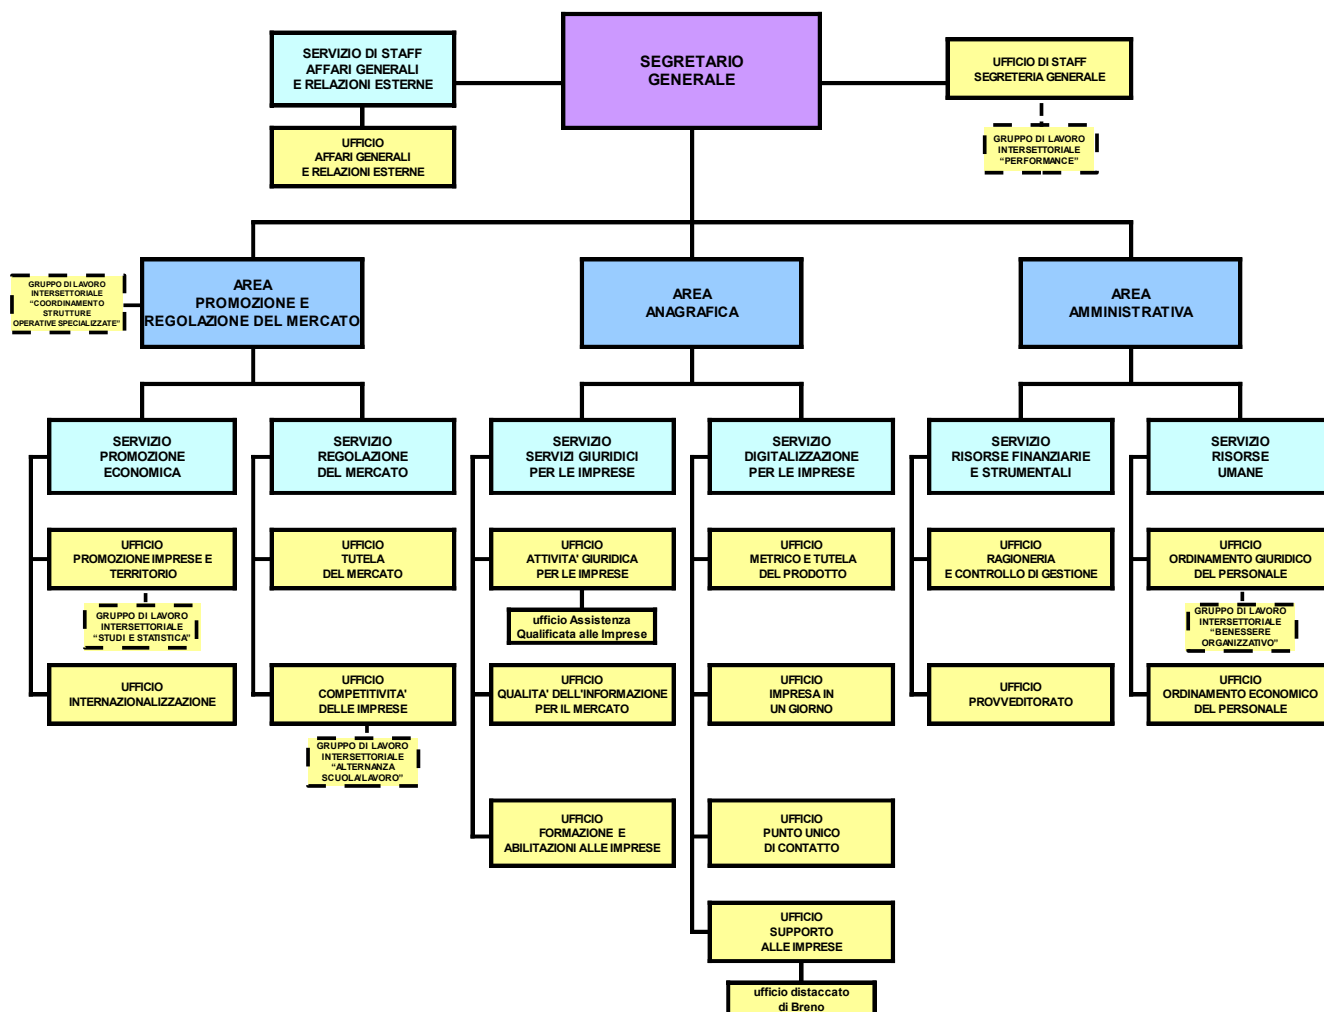 SERVIZIO DI STAFF
AFFARI GENERALI
E RELAZIONI ESTERNE
SEGRETARIO
GENERALE
UFFICIO DI STAFF
SEGRETERIA GENERALE
UFFICIO
AFFARI GENERALI
E RELAZIONI ESTERNE
GRUPPO DI LAVORO
INTERSETTORIALE
“PERFORMANCE”
GRUPPO DI LAVORO
INTERSETTORIALE
“COORDINAMENTO
STRUTTURE
OPERATIVE SPECIALIZZATE”
AREA
PROMOZIONE E
REGOLAZIONE DEL MERCATO
AREA
ANAGRAFICA
AREA
AMMINISTRATIVA
SERVIZIO
PROMOZIONE
ECONOMICA
SERVIZIO
REGOLAZIONE
DEL MERCATO
SERVIZIO
SERVIZI GIURIDICI
PER LE IMPRESE
SERVIZIO
DIGITALIZZAZIONE
PER LE IMPRESE
SERVIZIO
RISORSE FINANZIARIE
E STRUMENTALI
SERVIZIO
RISORSE
UMANE
UFFICIO
PROMOZIONE IMPRESE E
TERRITORIO
UFFICIO
TUTELA
DEL MERCATO
UFFICIO
ATTIVITA' GIURIDICA
PER LE IMPRESE
UFFICIO
METRICO E TUTELA
DEL PRODOTTO
UFFICIO
RAGIONERIA
E CONTROLLO DI GESTIONE
UFFICIO
ORDINAMENTO GIURIDICO
DEL PERSONALE
GRUPPO DI LAVORO
INTERSETTORIALE
“STUDI E STATISTICA”
ufficio Assistenza
Qualificata alle Imprese
GRUPPO DI LAVORO
INTERSETTORIALE
“BENESSERE
ORGANIZZATIVO”
UFFICIO
INTERNAZIONALIZZAZIONE
UFFICIO
COMPETITIVITA'
DELLE IMPRESE
UFFICIO
QUALITA' DELL'INFORMAZIONE
PER IL MERCATO
UFFICIO
IMPRESA IN
UN GIORNO
UFFICIO
PROVVEDITORATO
UFFICIO
ORDINAMENTO ECONOMICO
DEL PERSONALE
GRUPPO DI LAVORO
INTERSETTORIALE
“ALTERNANZA
SCUOLA/LAVORO”
UFFICIO
FORMAZIONE E
ABILITAZIONI ALLE IMPRESE
UFFICIO
PUNTO UNICO
DI CONTATTO
UFFICIO
SUPPORTO
ALLE IMPRESE
ufficio distaccato
di Breno